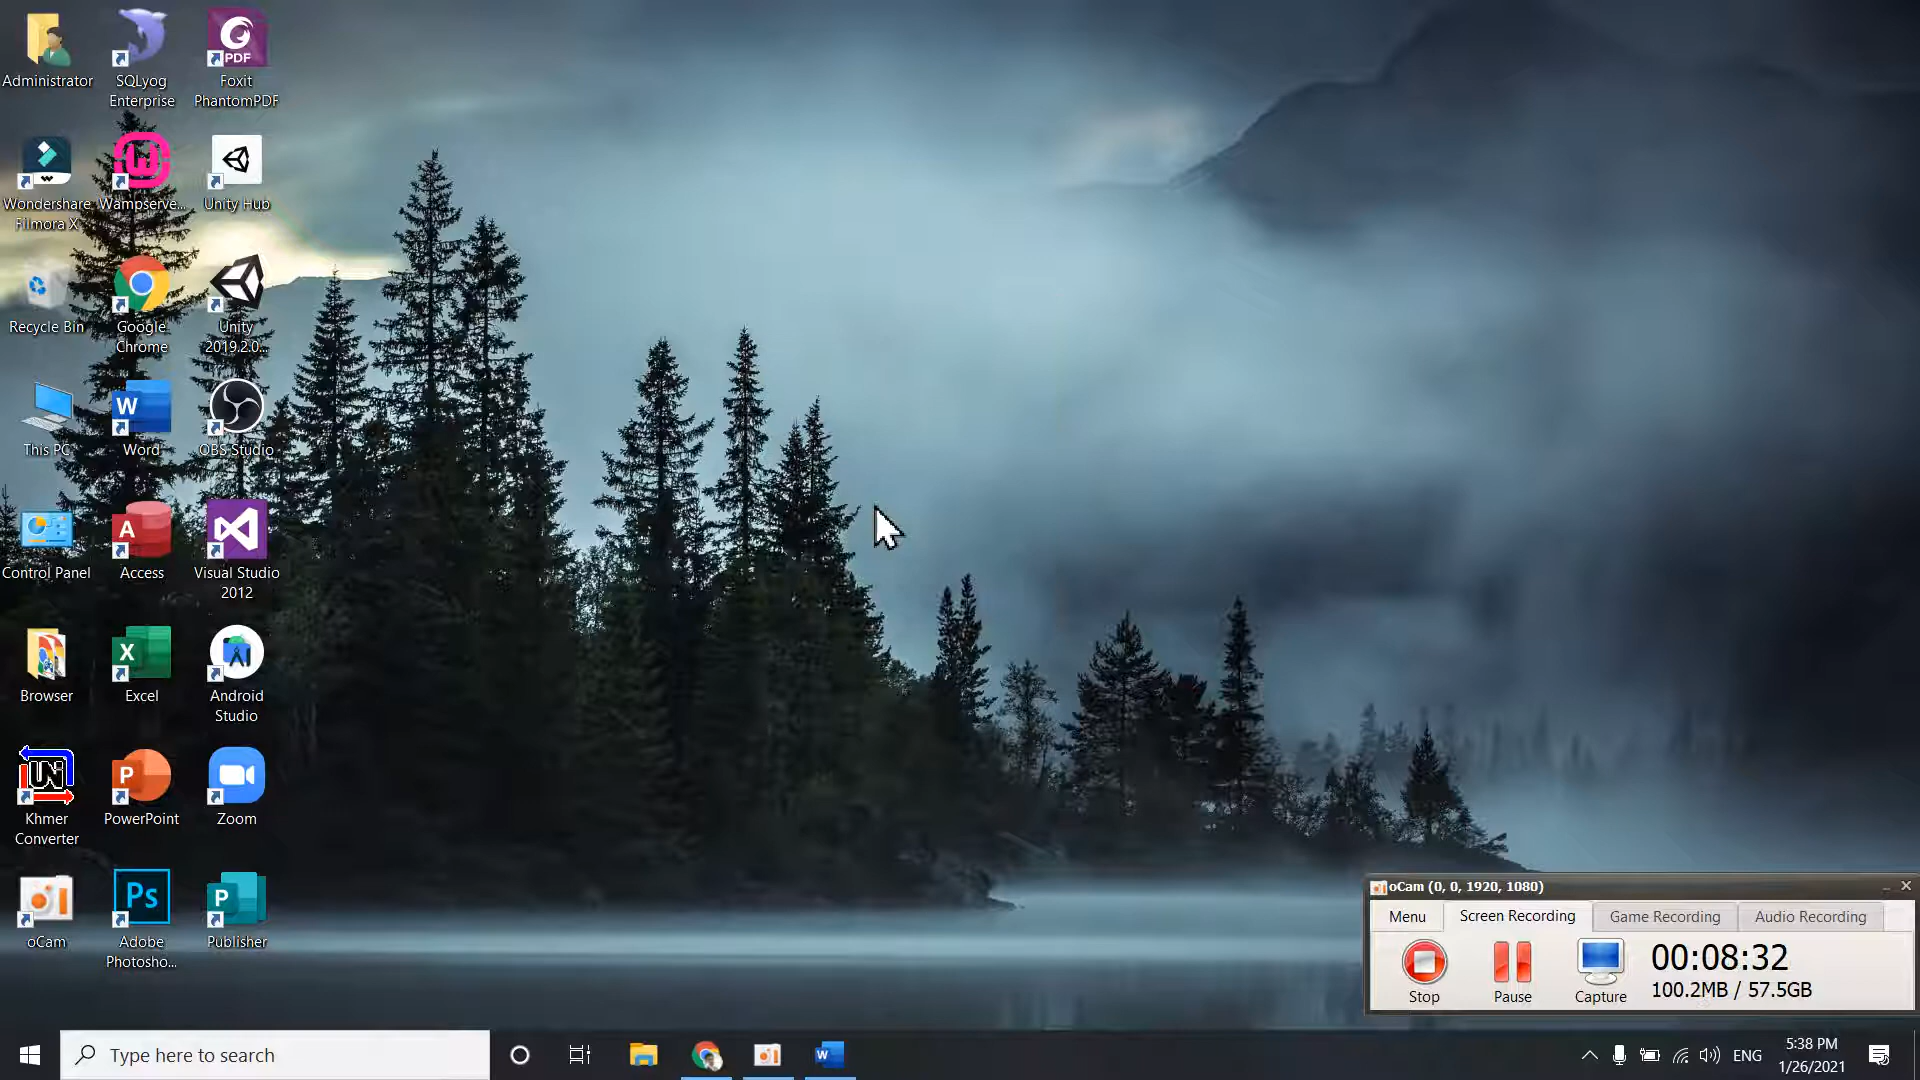 Administrator
SQLyog
Enterprise
Foxit
PhantomPDF
Wondershare
Filmora X
Wampserve...
Unity Hub
Recycle Bin
Google
Chrome
Unity
2019.2.0...
This PC
Word
OBS Studio
Control Panel
Access
Visual Studio
2012
Browser
Excel
Android
Studio
Khmer
Converter
PowerPoint
Zoom
oCam
Adobe
Photosho...
Publisher
oCam (0, 0, 1920, 1080)
Menu
Screen Recording
Game Recording
Audio Recording
Stop
Pause
Capture
00:08:32
100.2MB / 57.5GB
Type here to search
ENG
5:38 PM
1/26/2021